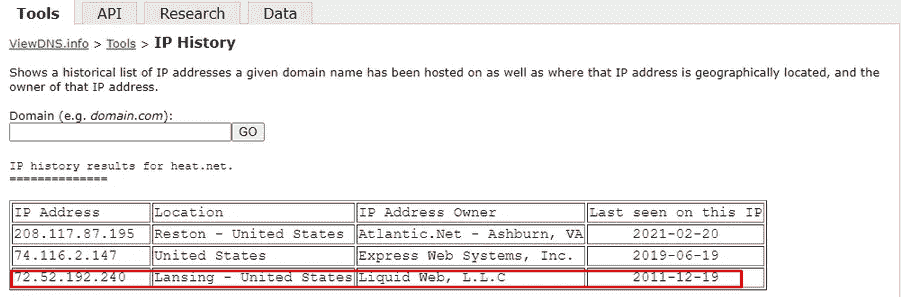 Tools API Research Data
ViewDNS.info > Tools > IP History
Shows a historical list of IP addresses a given domain name has been hosted on as well as where that IP address is geographically located, and the
owner of that IP address.
Domain (e.g. domain.com):
GO
IP history results for heat.net.
==============
IP Address Location IP Address Owner Last seen on this IP
208.117.87.195 Reston - United States Atlantic.Net - Ashburn, VA 2021-02-20
74.116.2.147 United States Express Web Systems, Inc. 2019-06-19
72.52.192.240 Lansing - United States Liquid Web, L.L.C 2011-12-19